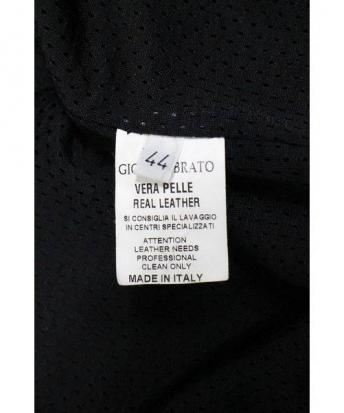 44
BRATO
VERA PELLE
REAL LEATHER
SI CONSIGLIA IL LAVAGGIO
IN CENTRI SPECIALIZZATI
ATTENTION
LEATHER NEEDS
PROFESSIONAL
CLEAN ONLY
MADE IN ITALY